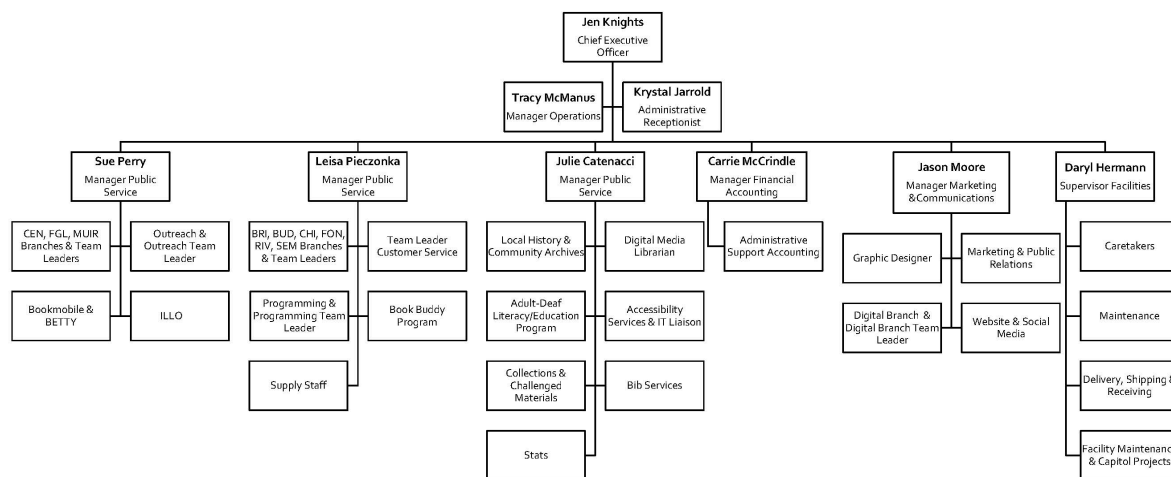 Jen Knights
Chief Executive
Officer
Tracy McManus
Manager Operations
Krystal Jarrold
Administrative
Receptionist
Sue Perry
Manager Public
Service
Leisa Pieczonka
Manager Public
Service
Julie Catenacci
Manager Public
Service
Carrie McCrindle
Manager Financial
Accounting
Jason Moore
Manager Marketing
&Communications
Daryl Hermann
Supervisor Facilities
CEN, FGL, MUIR
Branches & Team
Leaders
Outreach &
Outreach Team
Leader
Bookmobile &
BETTY
ILLO
BRI, BUD, CHI, FON,
RIV, SEM Branches
& Team Leaders
Team Leader
Customer Service
Programming &
Programming Team
Leader
Book Buddy
Program
Supply Staff
Local History &
Community Archives
Digital Media
Librarian
Adult-Deaf
Literacy/Education
Program
Accessibility
Services & IT Liaison
Collections &
Challenged
Materials
Bib Services
Stats
Administrative
Support Accounting
Graphic Designer
Marketing & Public
Relations
Digital Branch &
Digital Branch Team
Leader
Website & Social
Media
Caretakers
Maintenance
Delivery, Shipping &
Receiving
Facility Maintenance
& Capitol Projects